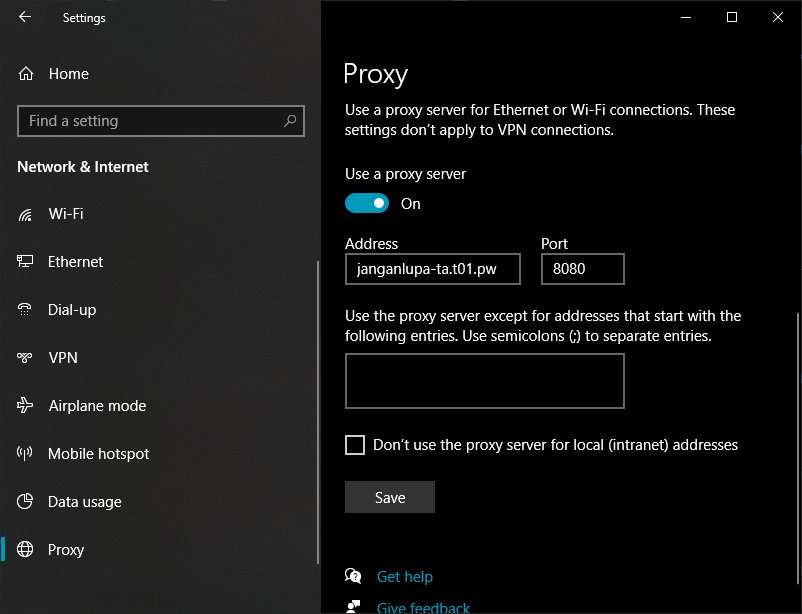 Settings
Home
Find a setting
Network & Internet
Wi-Fi
Ethernet
Dial-up
VPN
Airplane mode
Mobile hotspot
Data usage
Proxy
Proxy
Use a proxy server for Ethernet or Wi-Fi connections. These
settings don't apply to VPN connections.
Use a proxy server
On
Address
Port
janganlupa-ta.t01.pw
8080
Use the proxy server except for addresses that start with the
following entries. Use semicolons (;) to separate entries.
Don't use the proxy server for local (intranet) addresses
Save
Get help
Give feedback